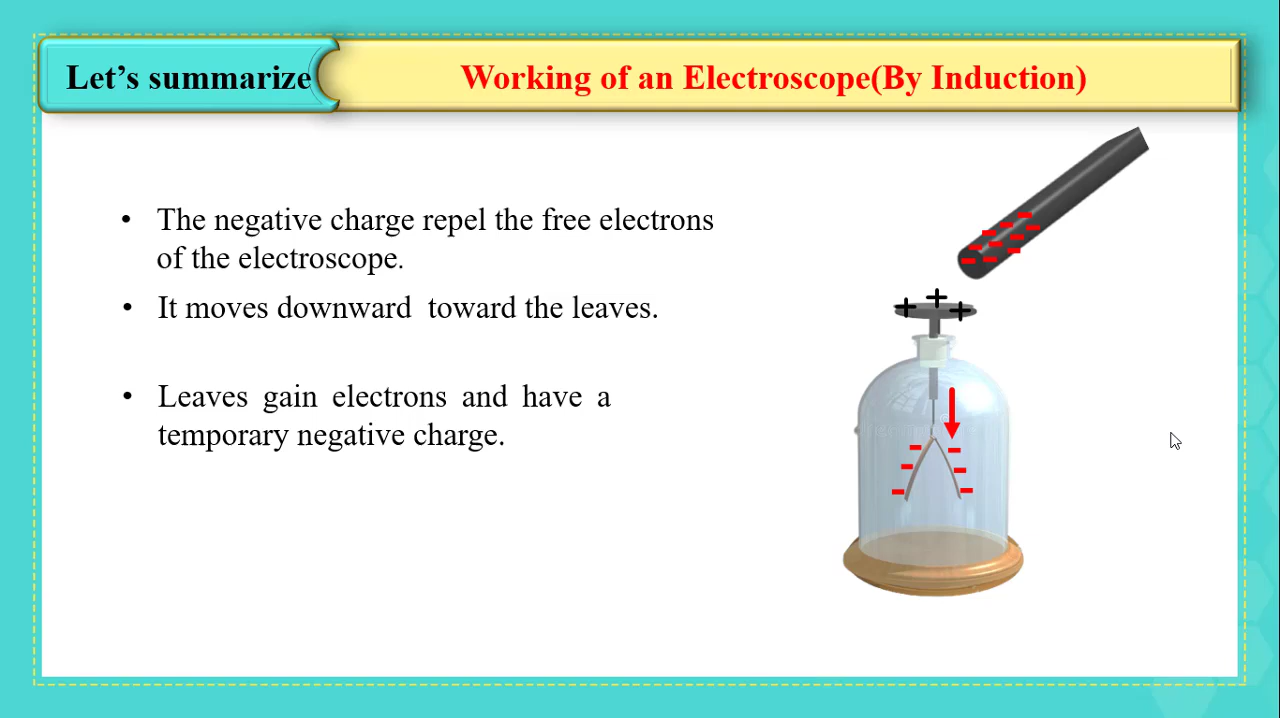 Let’s summarize
Working of an Electroscope(By Induction)
• The negative charge repel the free electrons
of the electroscope.
• It moves downward  toward the leaves.
• Leaves gain electrons and have a
temporary negative charge.